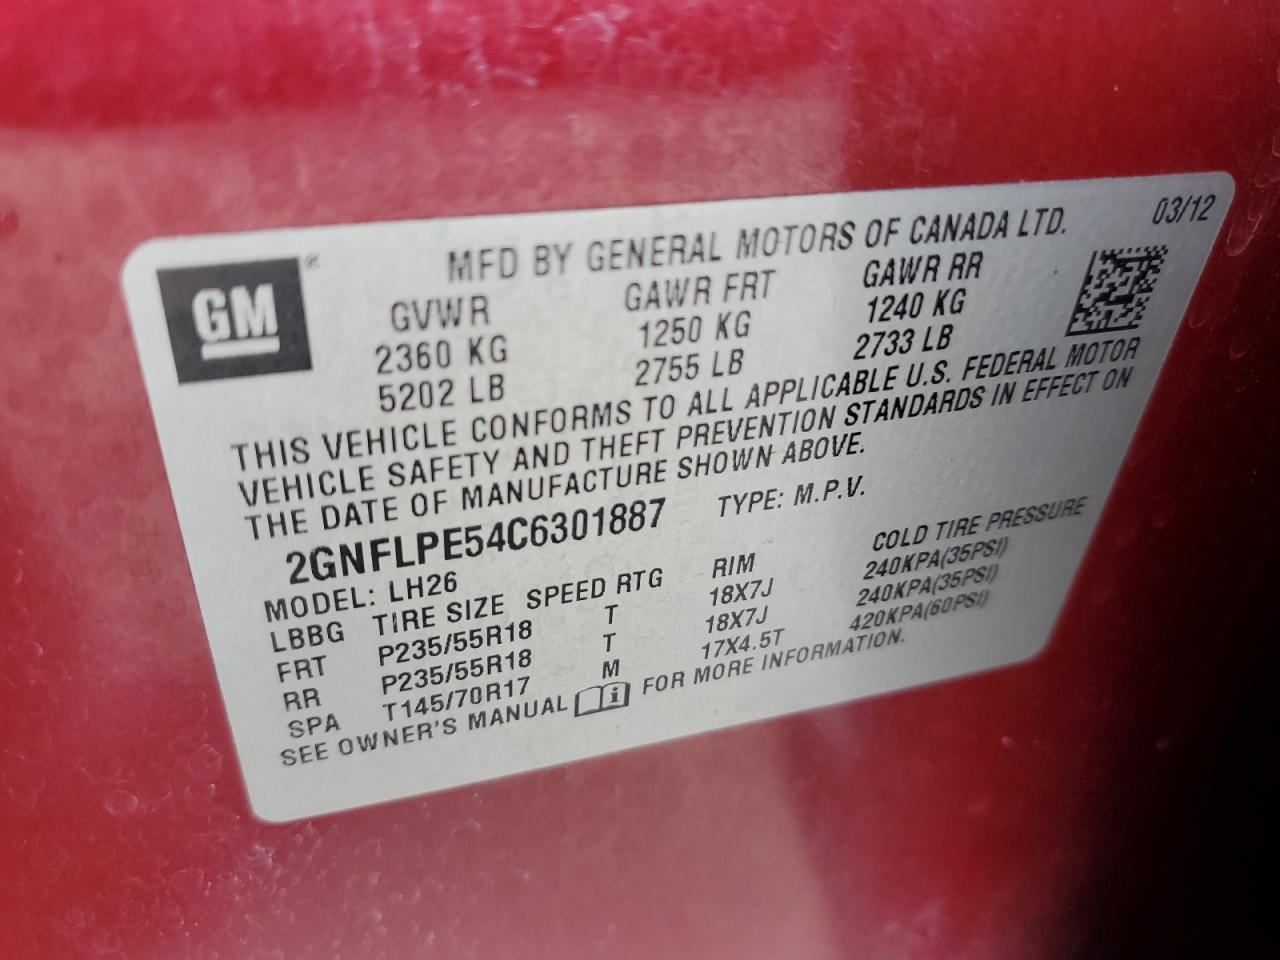 GM®
MFD BY GENERAL MOTORS OF CANADA LTD. 03/12
GVWR GAWR FRT GAWR RR
2360 KG 1250 KG 1240 KG
5202 LB 2755 LB 2733 LB
THIS VEHICLE CONFORMS TO ALL APPLICABLE U.S. FEDERAL MOTOR
VEHICLE SAFETY AND THEFT PREVENTION STANDARDS IN EFFECT ON
THE DATE OF MANUFACTURE SHOWN ABOVE.
2GNFLPE54C6301887 TYPE: M.P.V.
MODEL: LH26
LBBG TIRE SIZE SPEED RTG RIM COLD TIRE PRESSURE
FRT P235/55R18 T 18X7J 240KPA(35PSI)
RR P235/55R18 T 18X7J 240KPA(35PSI)
SPA T145/70R17 M 17X4.5T 420KPA(60PSI)
SEE OWNER'S MANUAL i FOR MORE INFORMATION.